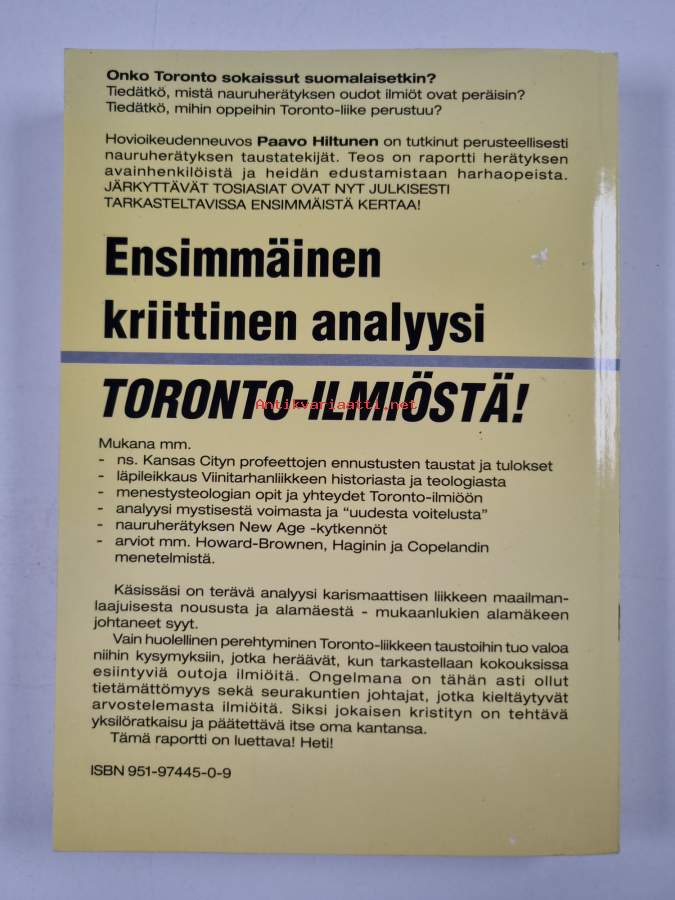 Onko Toronto sokaissut suomalaisetkin?
Tiedätkö, mistä nauruherätyksen oudot ilmiöt ovat peräisin?
Tiedätkö, mihin oppeihin Toronto-liike perustuu?
Hovioikeudenneuvos Paavo Hiltunen on tutkinut perusteellisesti
nauruherätyksen taustatekijät. Teos on raportti herätyksen
avainhenkilöistä ja heidän edustamistaan harhaopeista.
JÄRKYTTÄVÄT TOSIASIAT OVAT NYT JULKISESTI
TARKASTELTAVISSA ENSIMMÄISTÄ KERTAA!
Ensimmäinen
kriittinen analyysi
TORONTO-ILMIÖSTÄ!
Antikvariaatti.net
Mukana mm.
- ns. Kansas Cityn profeettojen ennustusten taustat ja tulokset
- läpileikkaus Viinitarhanliikkeen historiasta ja teologiasta
- menestysteologian opit ja yhteydet Toronto-ilmiöön
- analyysi mystisestä voimasta ja "uudesta voitelusta"
- nauruherätyksen New Age -kytkennöt
- arviot mm. Howard-Brownen, Haginin ja Copelandin
menetelmistä.
Käsissäsi on terävä analyysi karismaattisen liikkeen maailman-
laajuisesta noususta ja alamäestä - mukaanlukien alamäkeen
johtaneet syyt.
Vain huolellinen perehtyminen Toronto-liikkeen taustoihin tuo valoa
niihin kysymyksiin, jotka heräävät, kun tarkastellaan kokouksissa
esiintyviä outoja ilmiöitä. Ongelmana on tähän asti ollut
tietämättömyys sekä seurakuntien johtajat, jotka kieltäytyvät
arvostelemasta ilmiöitä. Siksi jokaisen kristityn on tehtävä
yksilöratkaisu ja päätettävä itse oma kantansa.
Tämä raportti on luettava! Heti!
ISBN 951-97445-0-9